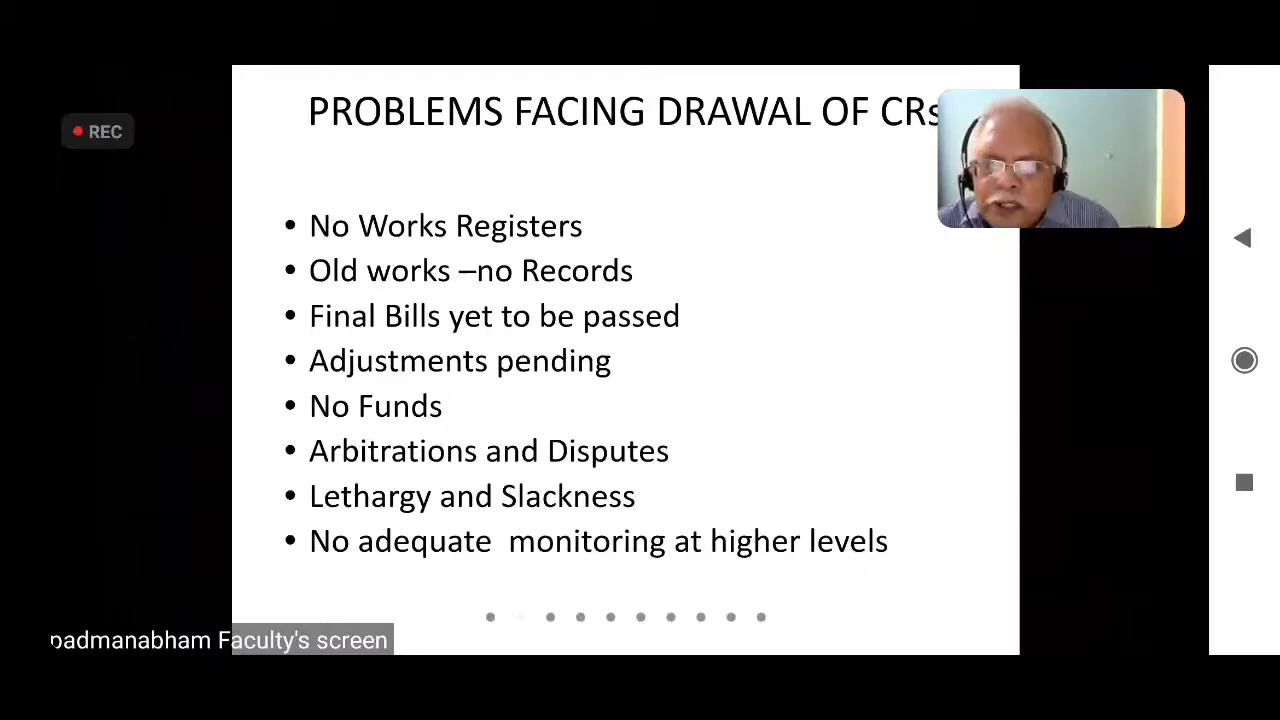 PROBLEMS FACING DRAWAL OF CRs
REC
• No Works Registers
• Old works –no Records
• Final Bills yet to be passed
• Adjustments pending
• No Funds
• Arbitrations and Disputes
• Lethargy and Slackness
• No adequate  monitoring at higher levels
padmanabham Faculty's screen